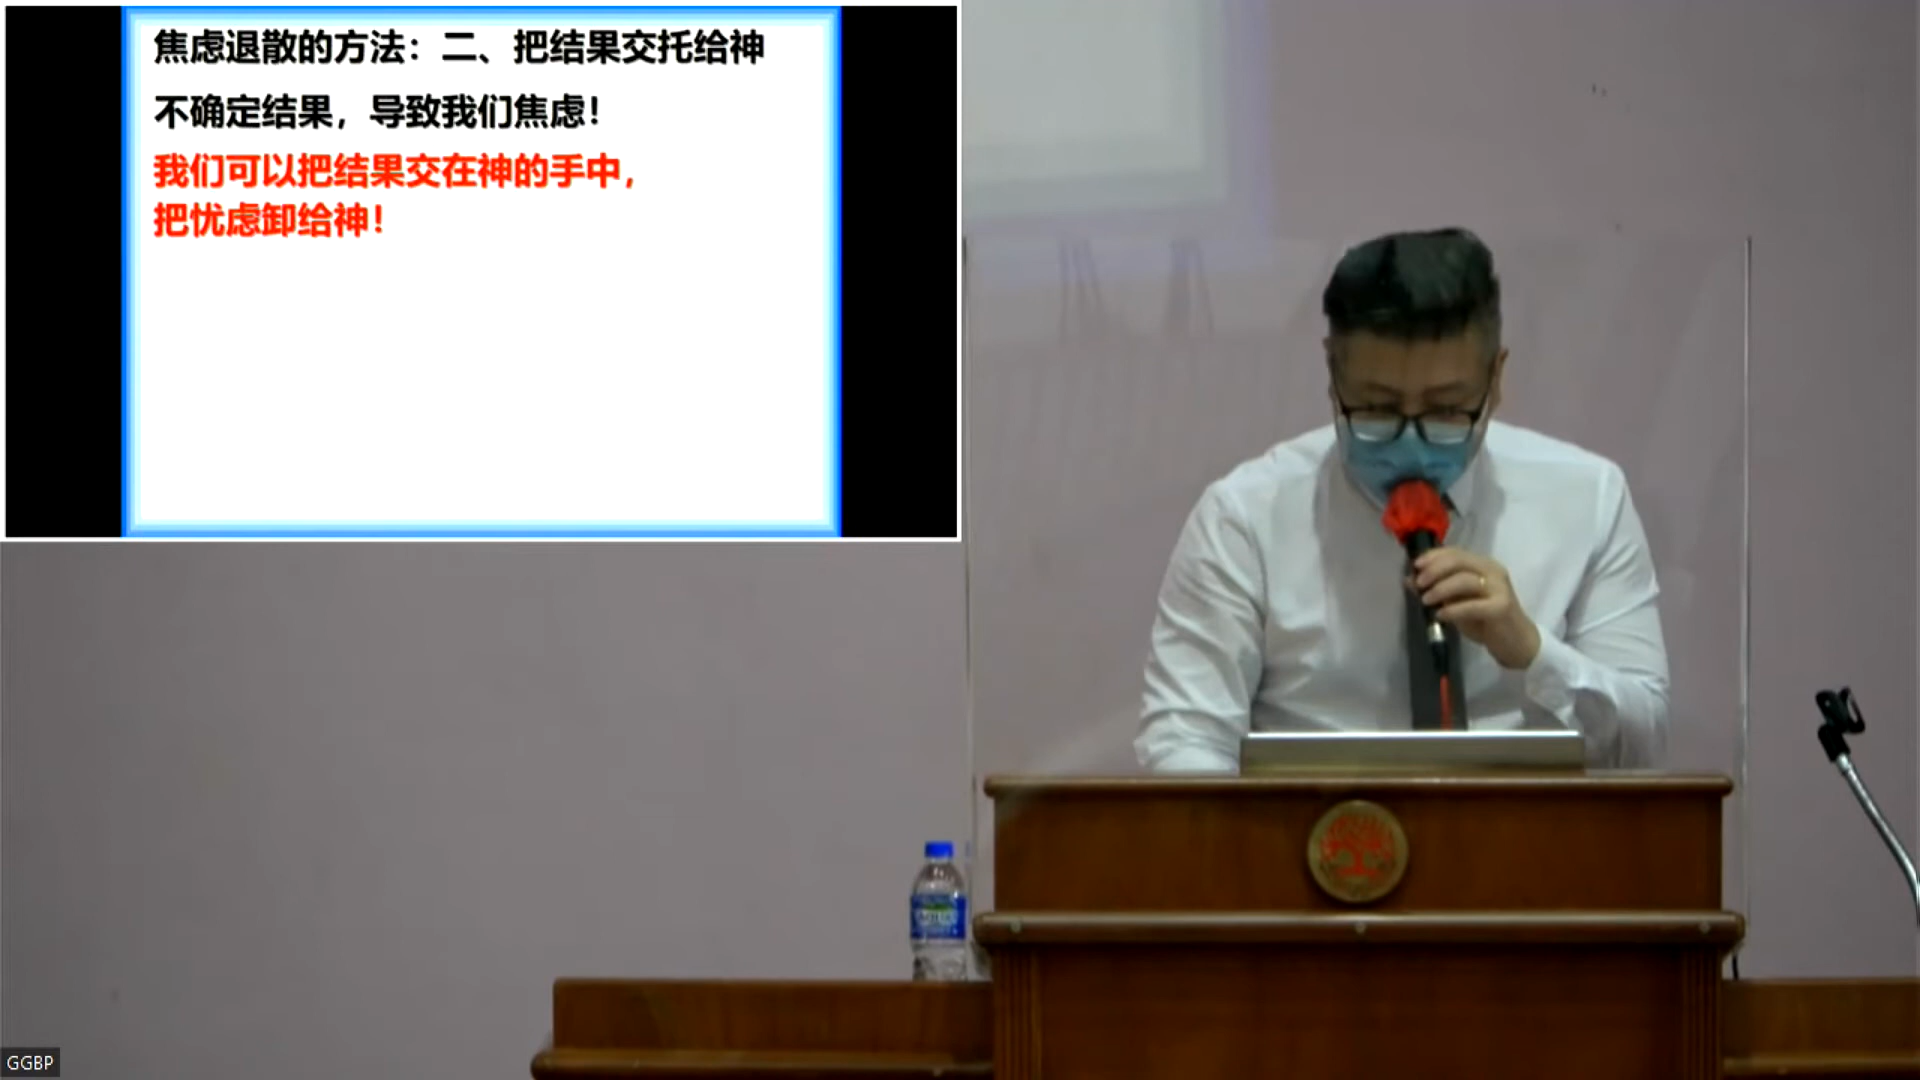 焦虑退散的方法：二、把结果交托给神
不确定结果，导致我们焦虑！
我们可以把结果交在神的手中，
把忧虑卸给神！
AQUA
GGBP